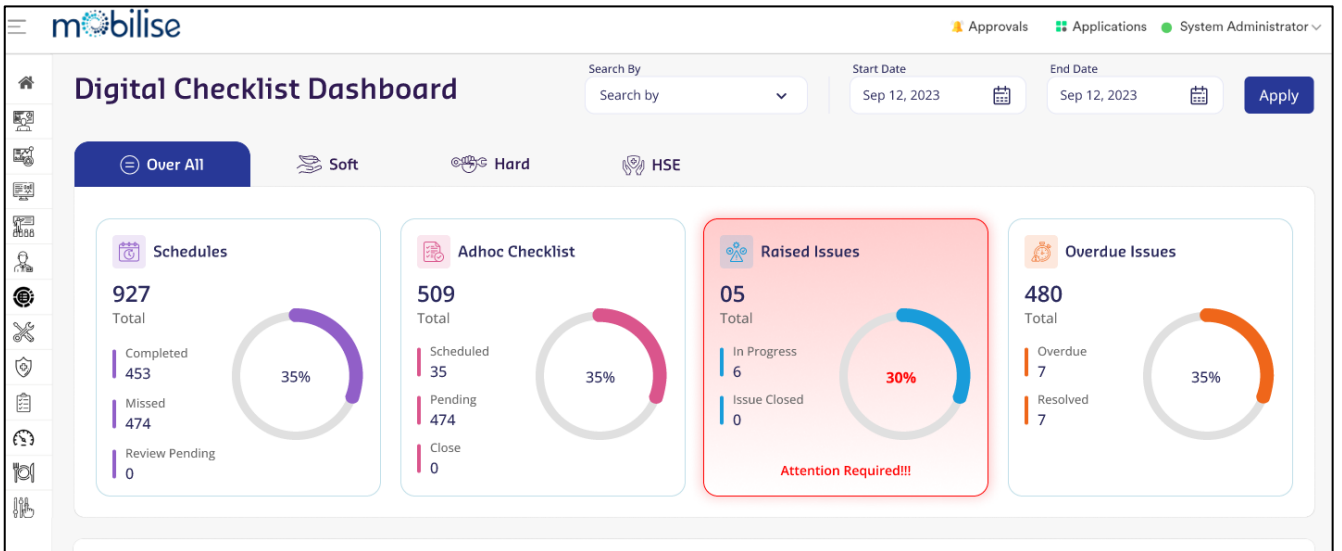 mobilise
Approvals
Applications
System Administrator
Digital Checklist Dashboard
Search By
Search by
Start Date
Sep 12, 2023
End Date
Sep 12, 2023
Apply
Over All
Soft
Hard
HSE
Schedules
927
Total
Completed
453
Missed
474
Review Pending
0
35%
Adhoc Checklist
509
Total
Scheduled
35
Pending
474
Close
0
35%
Raised Issues
05
Total
In Progress
6
Issue Closed
0
30%
Attention Required!!!
Overdue Issues
480
Total
Overdue
7
Resolved
7
35%